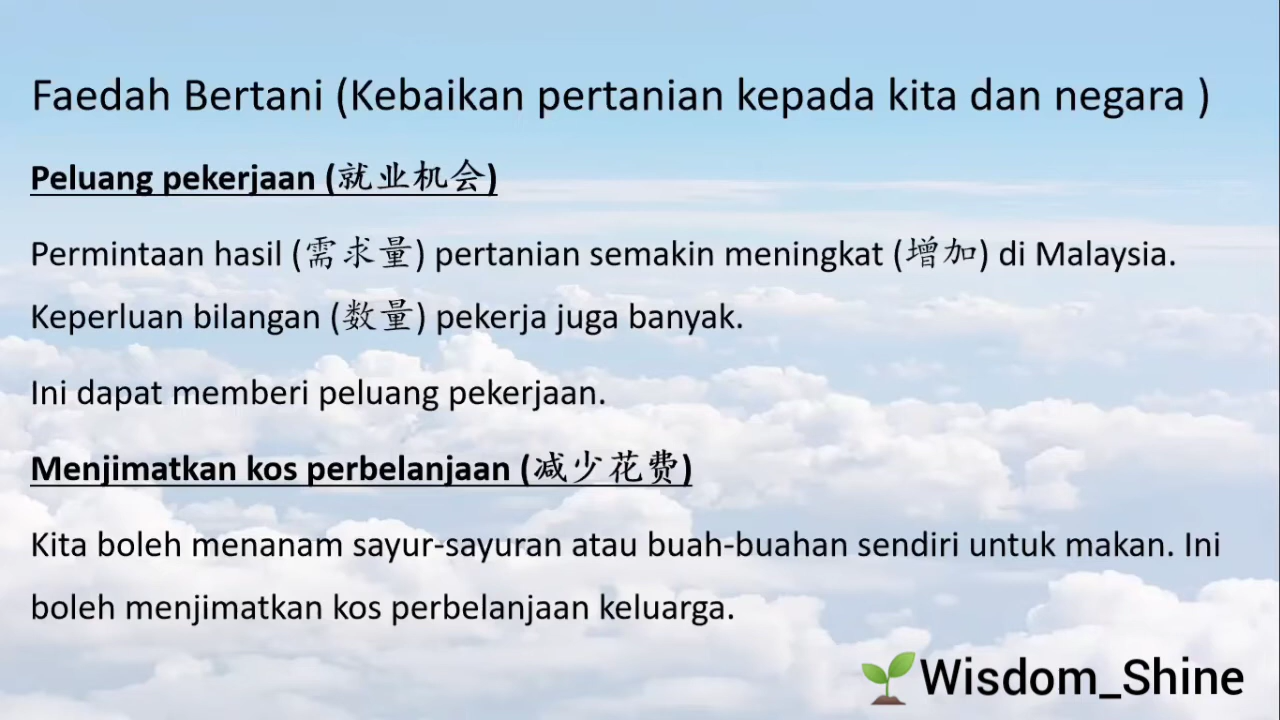 Faedah Bertani (Kebaikan pertanian kepada kita dan negara )
Peluang pekerjaan (就业机会)
Permintaan hasil (需求量) pertanian semakin meningkat (增加) di Malaysia.
Keperluan bilangan (数量) pekerja juga banyak.
Ini dapat memberi peluang pekerjaan.
Menjimatkan kos perbelanjaan (减少花费)
Kita boleh menanam sayur-sayuran atau buah-buahan sendiri untuk makan. Ini
boleh menjimatkan kos perbelanjaan keluarga.
Wisdom_Shine